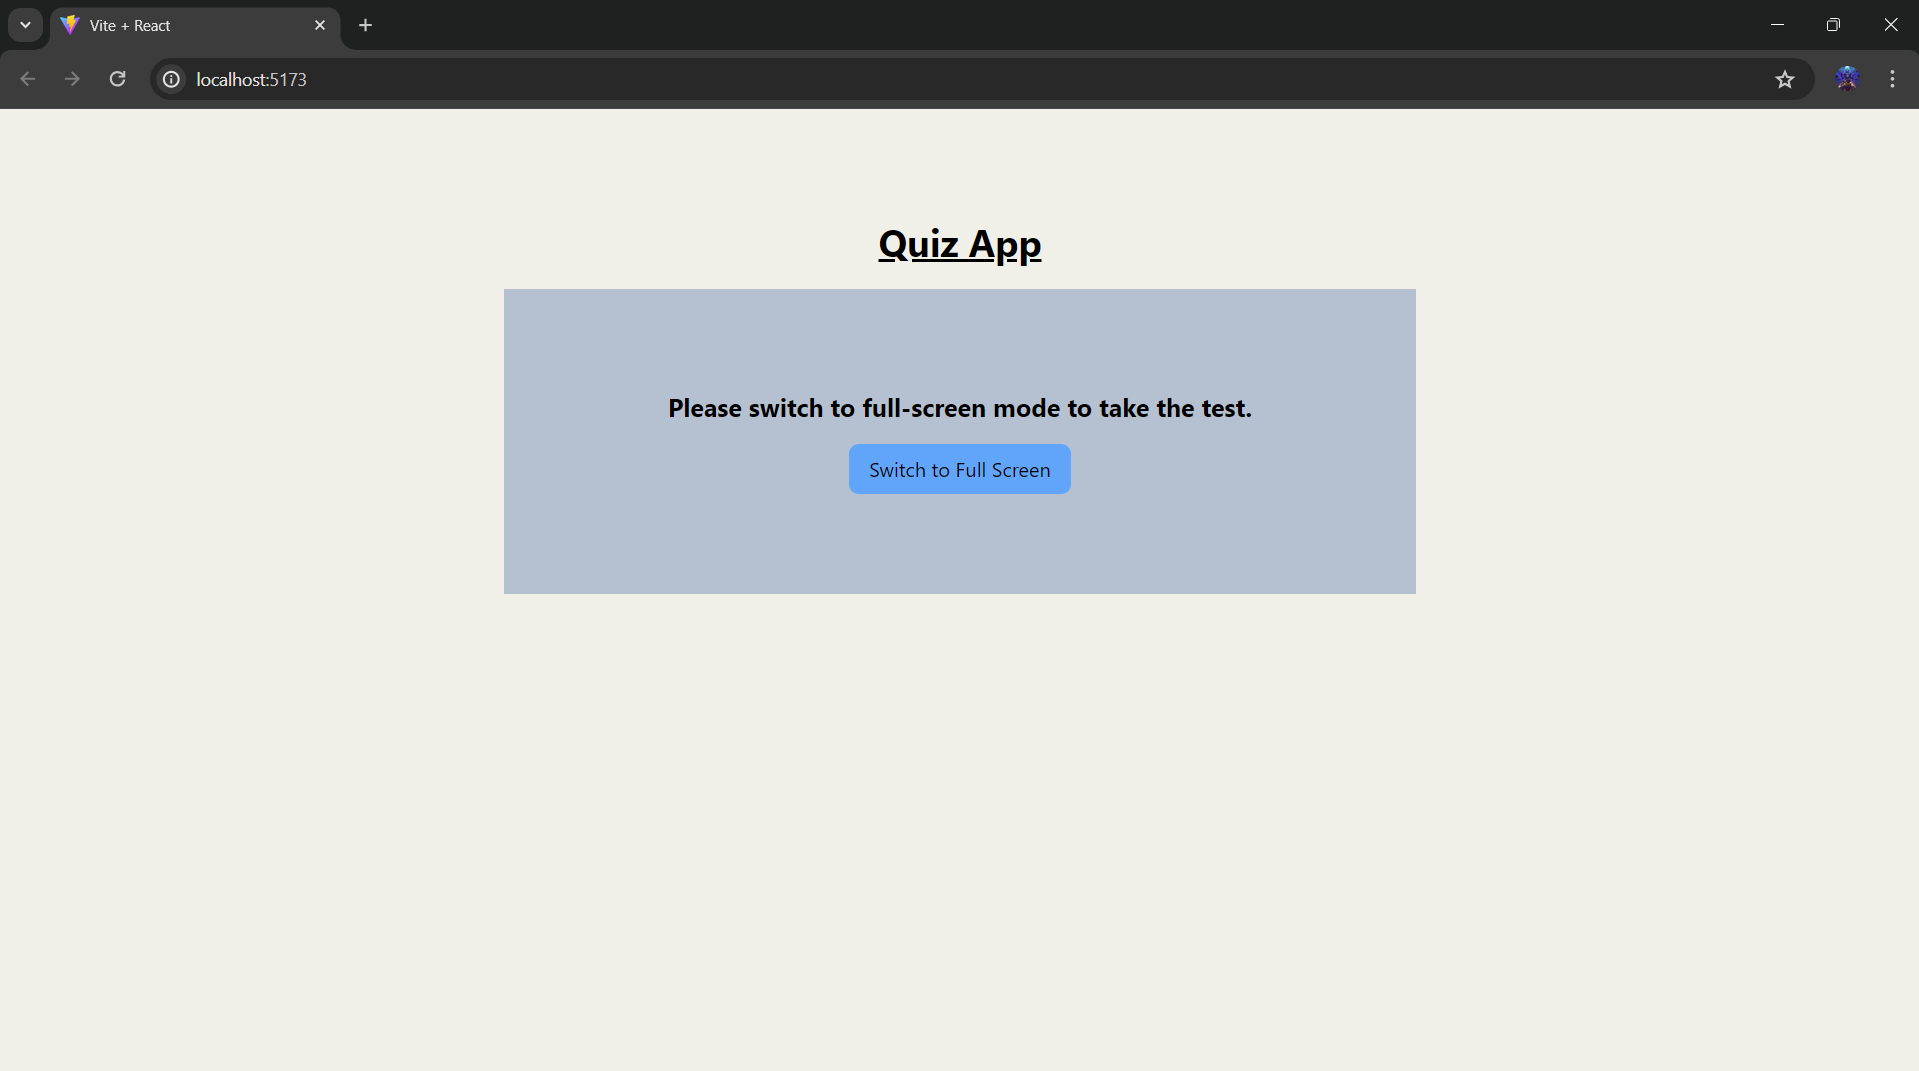 Vite + React
localhost:5173
Quiz App
Please switch to full-screen mode to take the test.
Switch to Full Screen